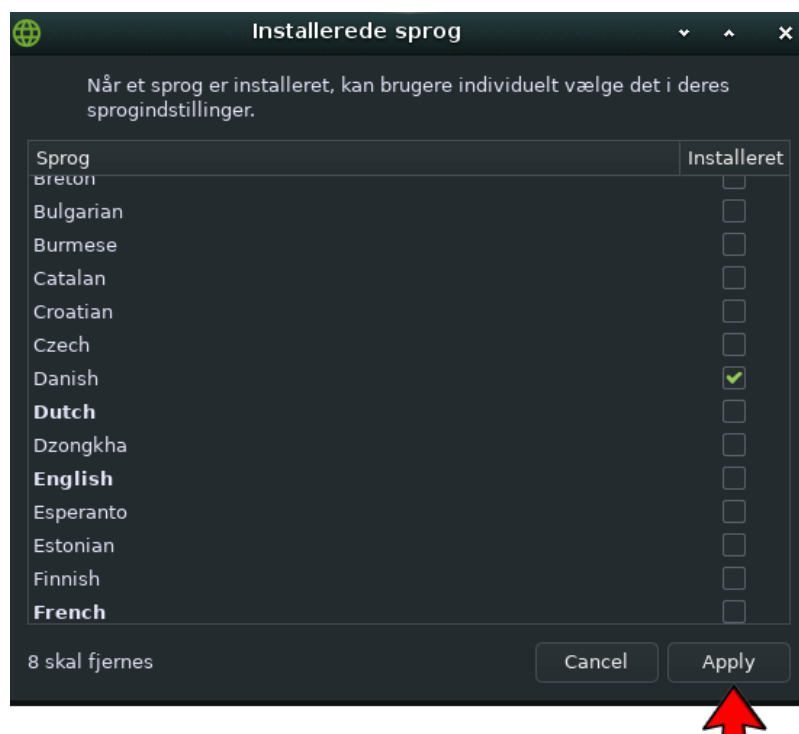 Installerede sprog
Når et sprog er installeret, kan brugere individuelt vælge det i deres
sprogindstillinger.
Sprog Installeret
Breton
Bulgarian
Burmese
Catalan
Croatian
Czech
Danish
Dutch
Dzongkha
English
Esperanto
Estonian
Finnish
French
8 skal fjernes Cancel Apply